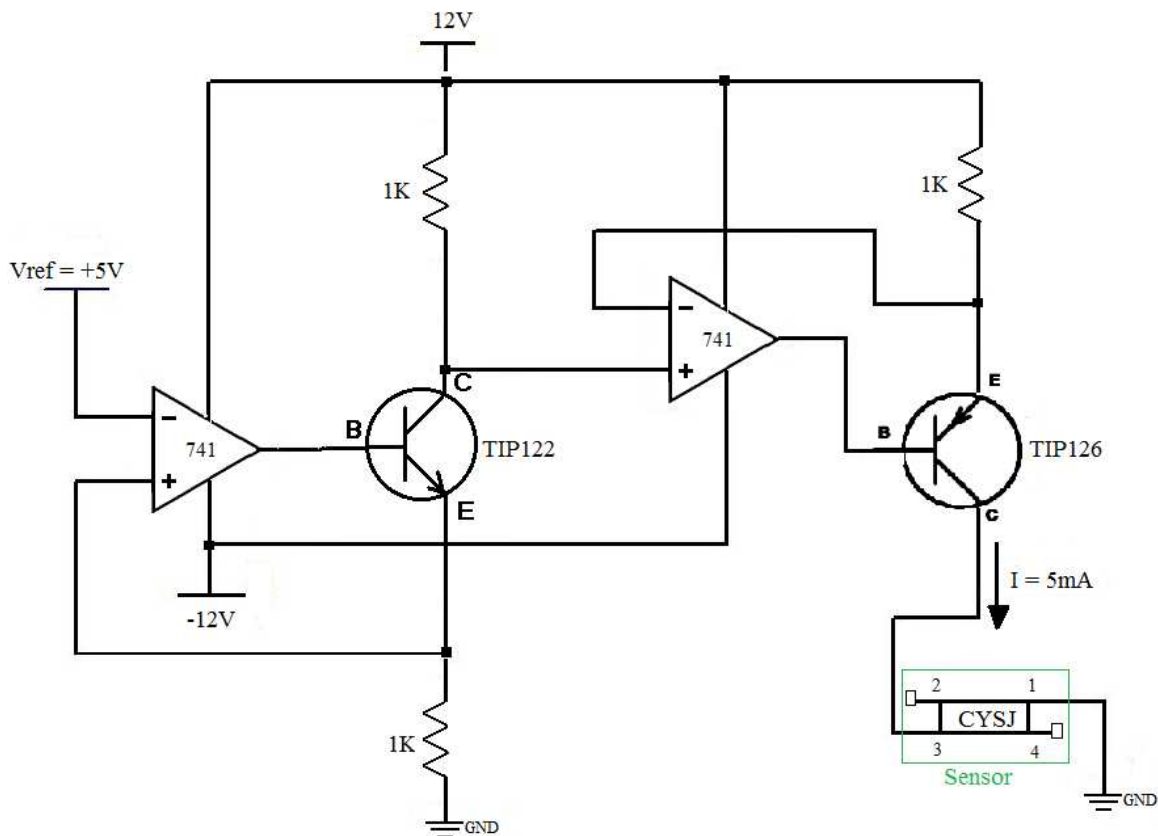 12V
1K
1K
Vref = +5V
-
741
+
-
741
+
C
B
TIP122
E
E
B
TIP126
C
-12V
I = 5mA
2
1
CYSJ
3
4
Sensor
1K
GND
GND